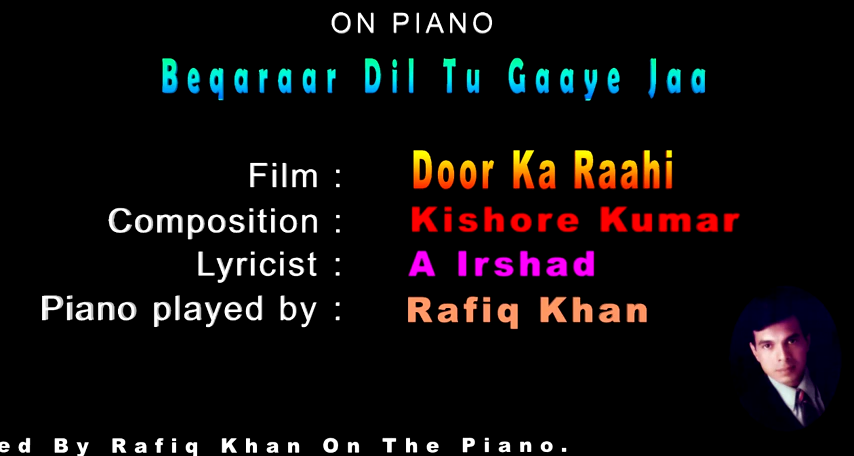 ON PIANO
Beqaraar Dil Tu Gaaye Jaa
Film : Door Ka Raahi
Composition : Kishore Kumar
Lyricist : A Irshad
Piano played by : Rafiq Khan
By Rafiq Khan On The Piano.